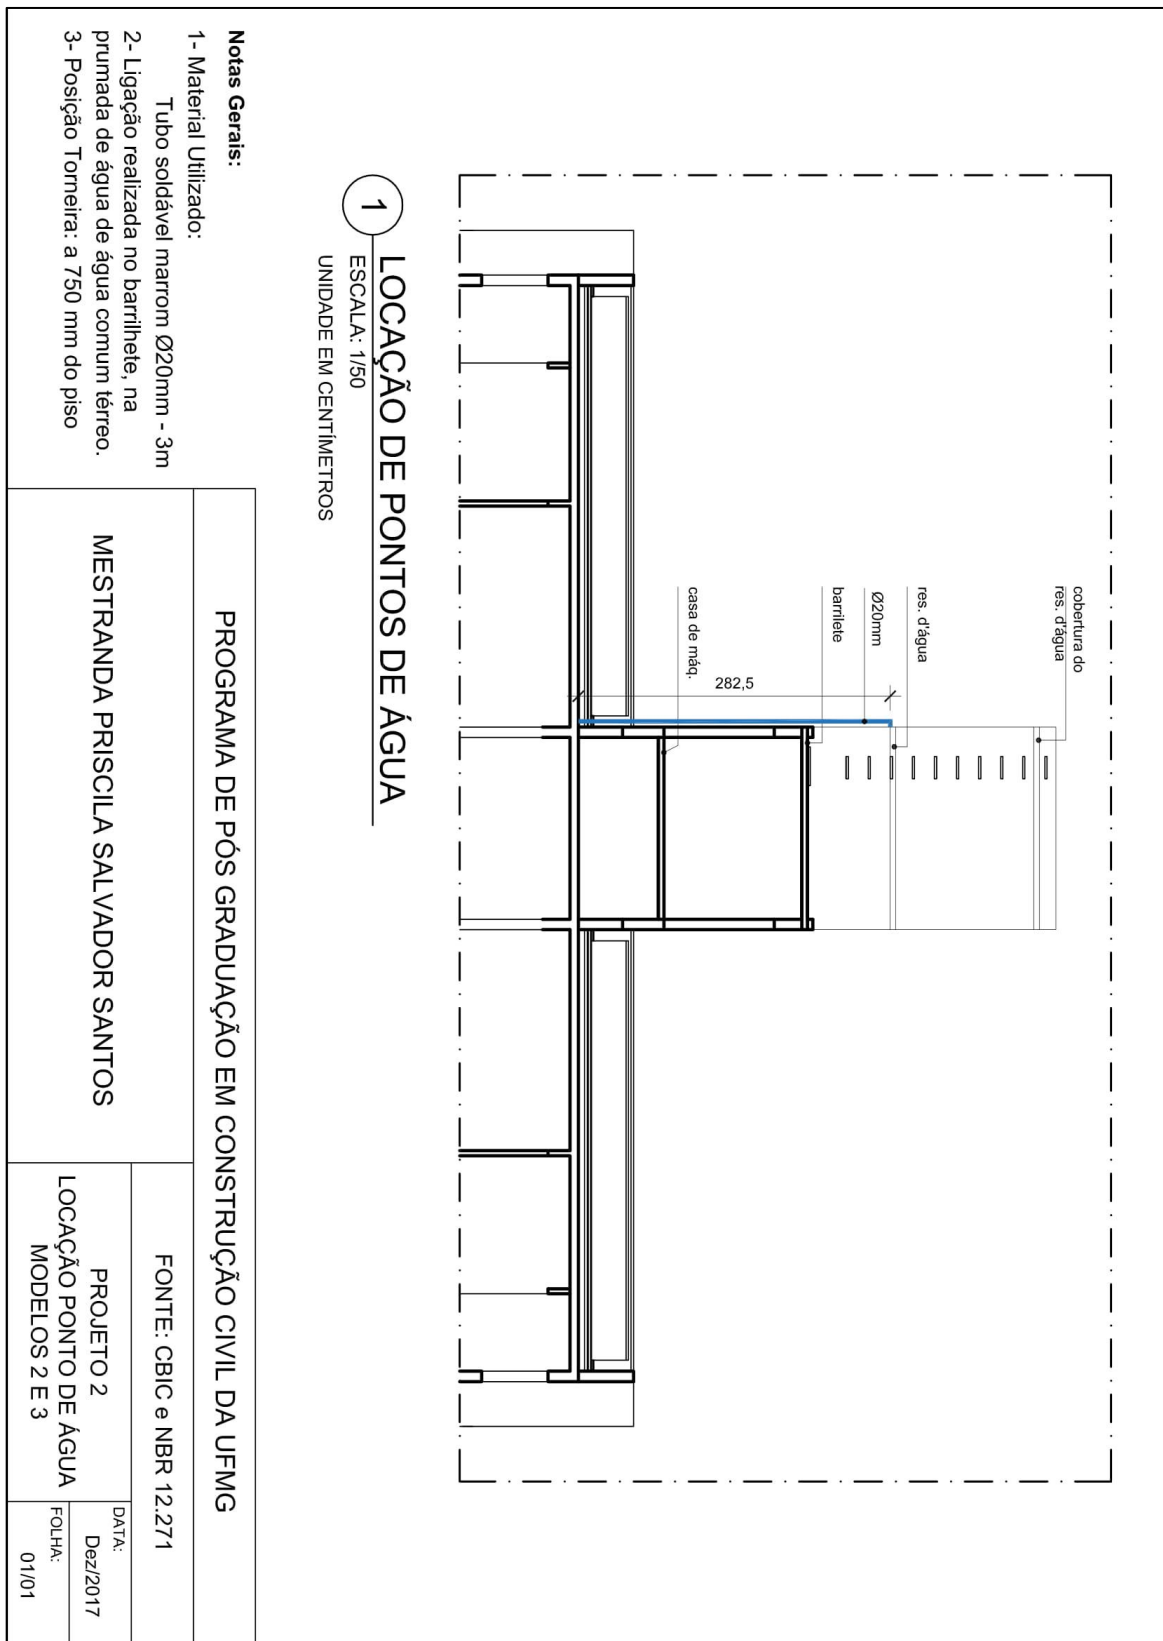 cobertura do
res. d'água
res. d'água
Ø20mm
barrilete
282,5
casa de máq.
1
LOCAÇÃO DE PONTOS DE ÁGUA
ESCALA: 1/50
UNIDADE EM CENTÍMETROS
Notas Gerais:
1- Material Utilizado:
Tubo soldável marrom Ø20mm - 3m
2- Ligação realizada no barrilhete, na
prumada de água de água comum térreo.
3- Posição Torneira: a 750 mm do piso
PROGRAMA DE PÓS GRADUAÇÃO EM CONSTRUÇÃO CIVIL DA UFMG
MESTRANDA PRISCILA SALVADOR SANTOS
FONTE: CBIC e NBR 12.271
PROJETO 2
LOCAÇÃO PONTO DE ÁGUA
MODELOS 2 E 3
DATA:
Dez/2017
FOLHA:
01/01